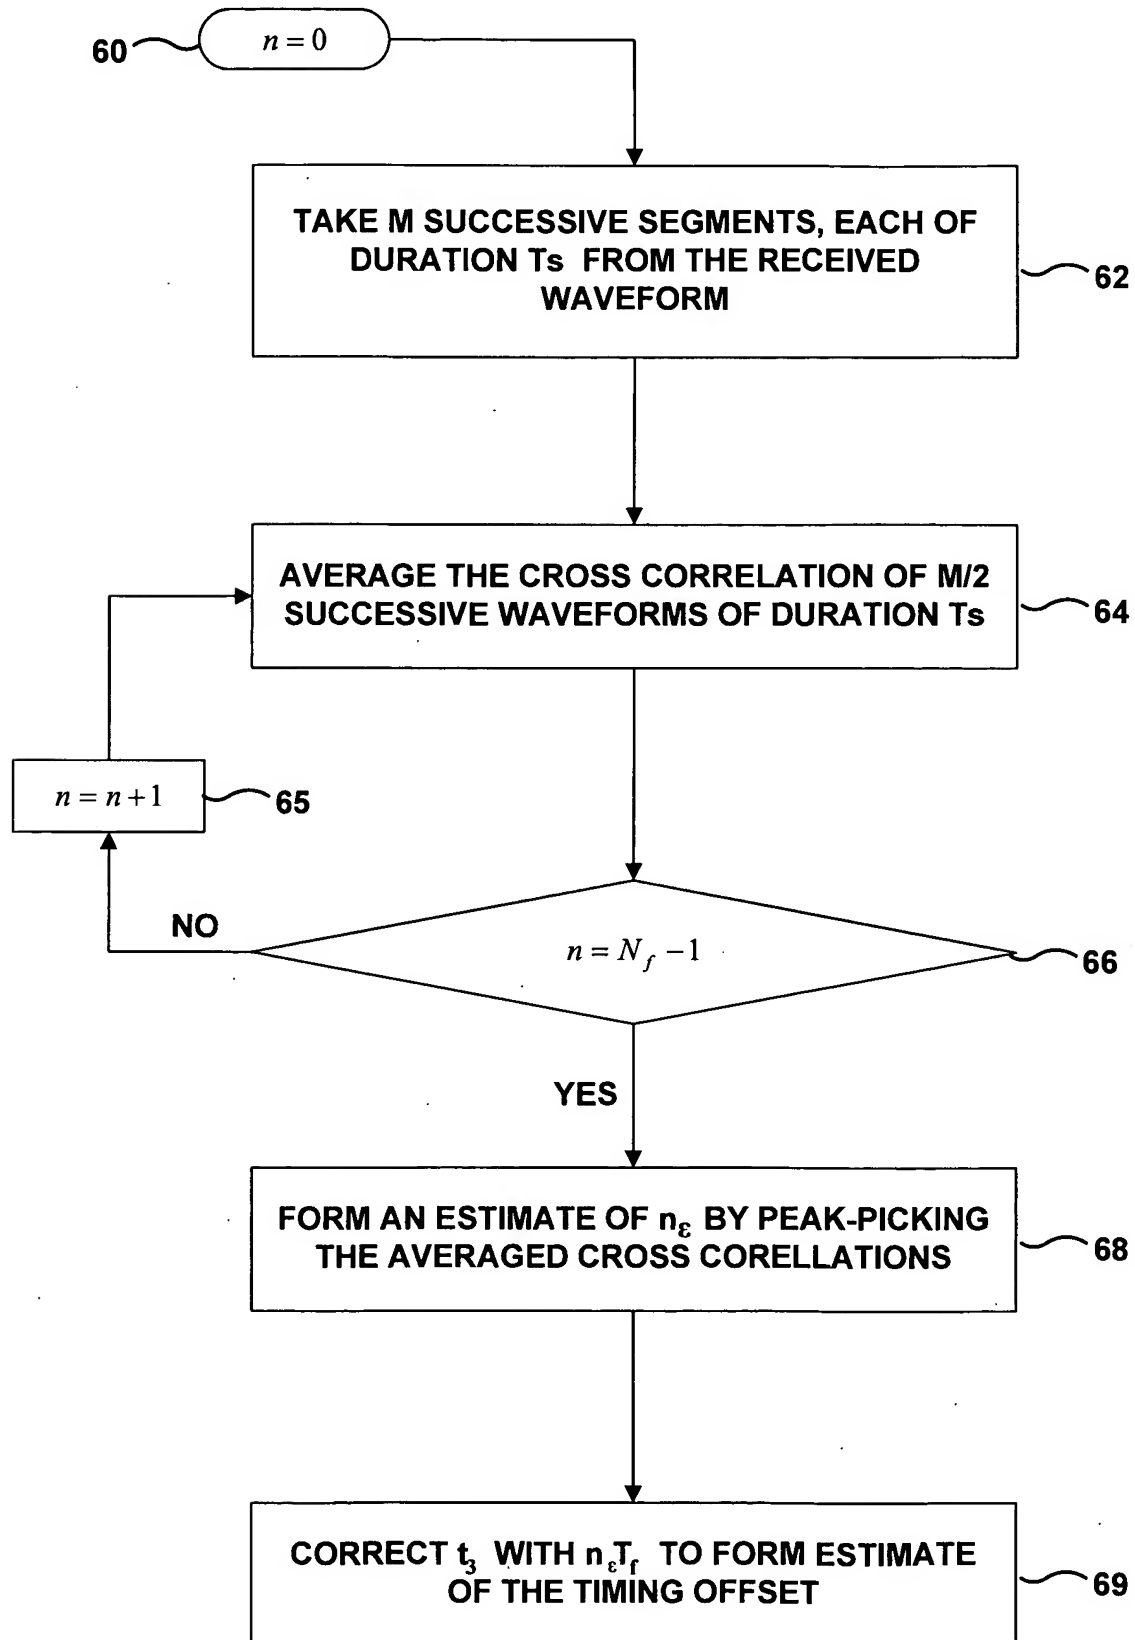 60
n = 0
TAKE M SUCCESSIVE SEGMENTS, EACH OF
DURATION Ts FROM THE RECEIVED
WAVEFORM
62
AVERAGE THE CROSS CORRELATION OF M/2
SUCCESSIVE WAVEFORMS OF DURATION Ts
64
n = n + 1
65
NO
n = N_f − 1
66
YES
FORM AN ESTIMATE OF n_ε BY PEAK-PICKING
THE AVERAGED CROSS CORELLATIONS
68
CORRECT t_3 WITH n_εT_f TO FORM ESTIMATE
OF THE TIMING OFFSET
69